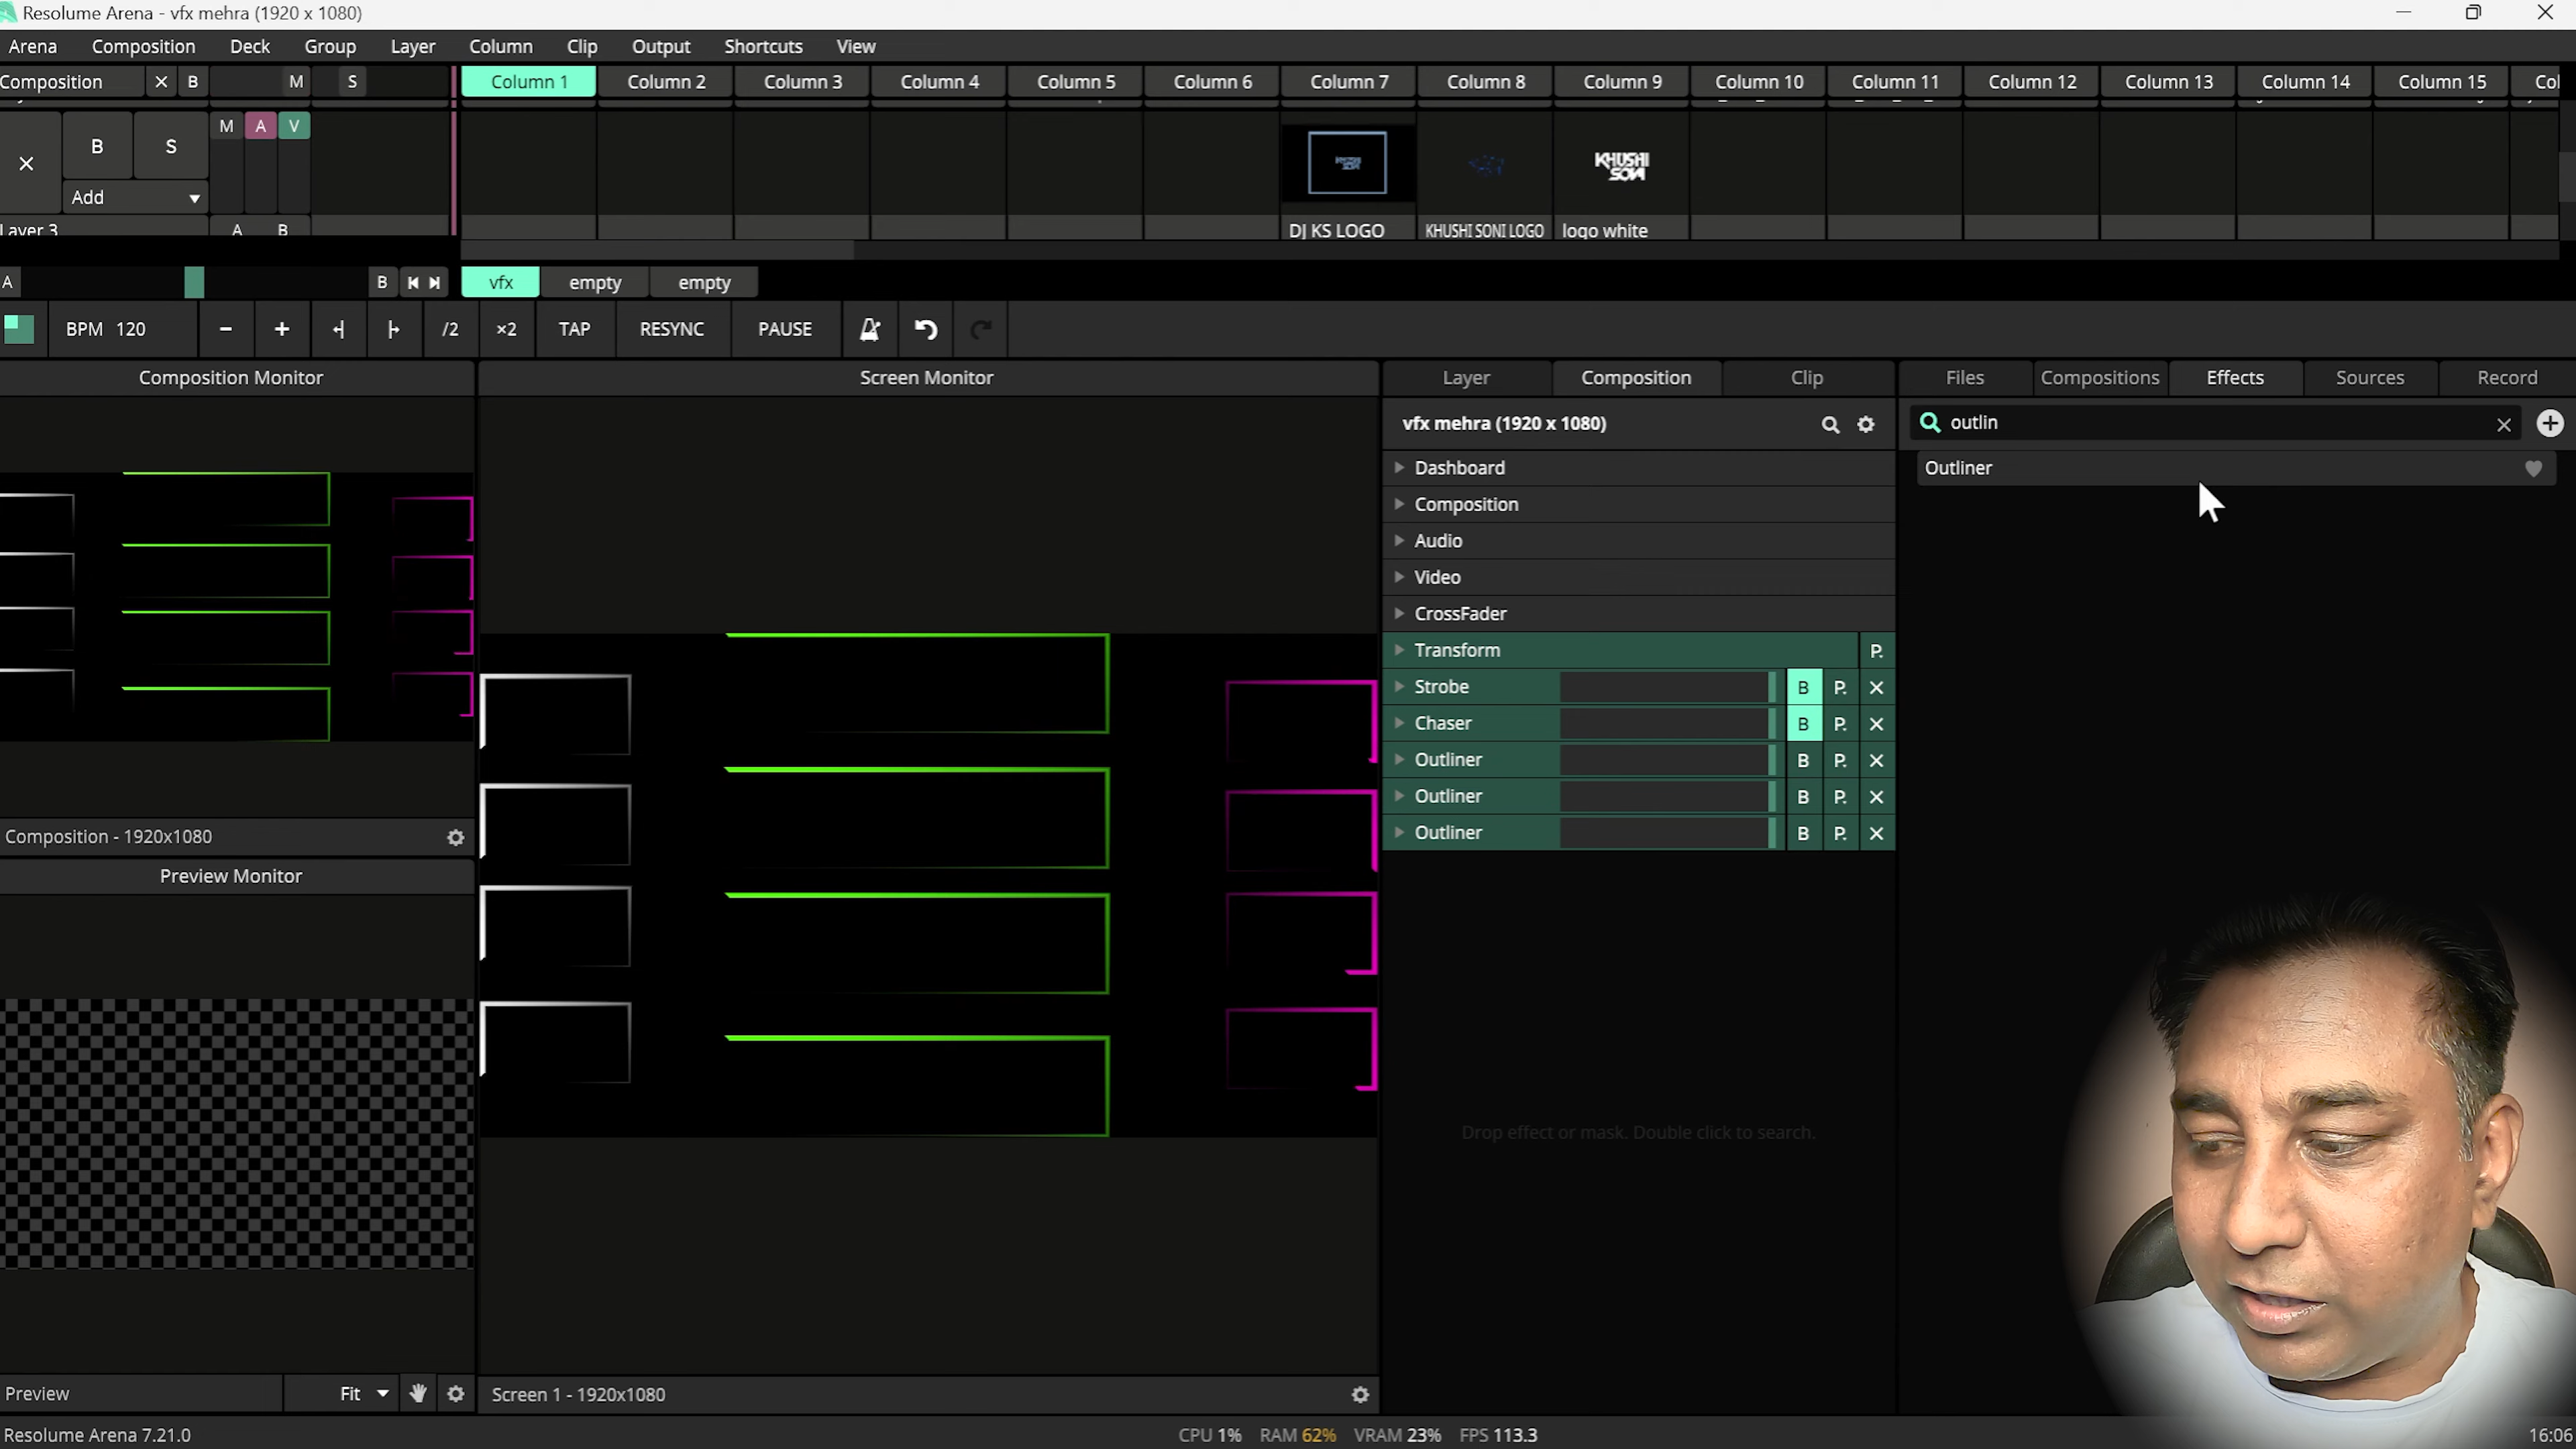 Resolume Arena - vfx mehra (1920 x 1080)
Arena Composition Deck Group Layer Column Clip Output Shortcuts View
Composition B M S Column 1 Column 2 Column 3 Column 4 Column 5 Column 6 Column 7 Column 8 Column 9 Column 10 Column 11 Column 12 Column 13 Column 14 Column 15 Col
B S M A V
KHUSHI SONI
Add
Layer 3 A B DJ KS LOGO KHUSHI SONI LOGO logo white
A B vfx empty empty
BPM 120 - + /2 ×2 TAP RESYNC PAUSE
Composition Monitor Screen Monitor Layer Composition Clip Files Compositions Effects Sources Record
vfx mehra (1920 x 1080) outlin
Dashboard Outliner
Composition
Audio
Video
CrossFader
Transform P.
Strobe B P.
Chaser B P.
Outliner B P.
Outliner B P.
Outliner B P.
Composition - 1920x1080
Preview Monitor
Drop effect or mask. Double click to search.
Preview Fit Screen 1 - 1920x1080
Resolume Arena 7.21.0 CPU 1% RAM 62% VRAM 23% FPS 113.3 16:06